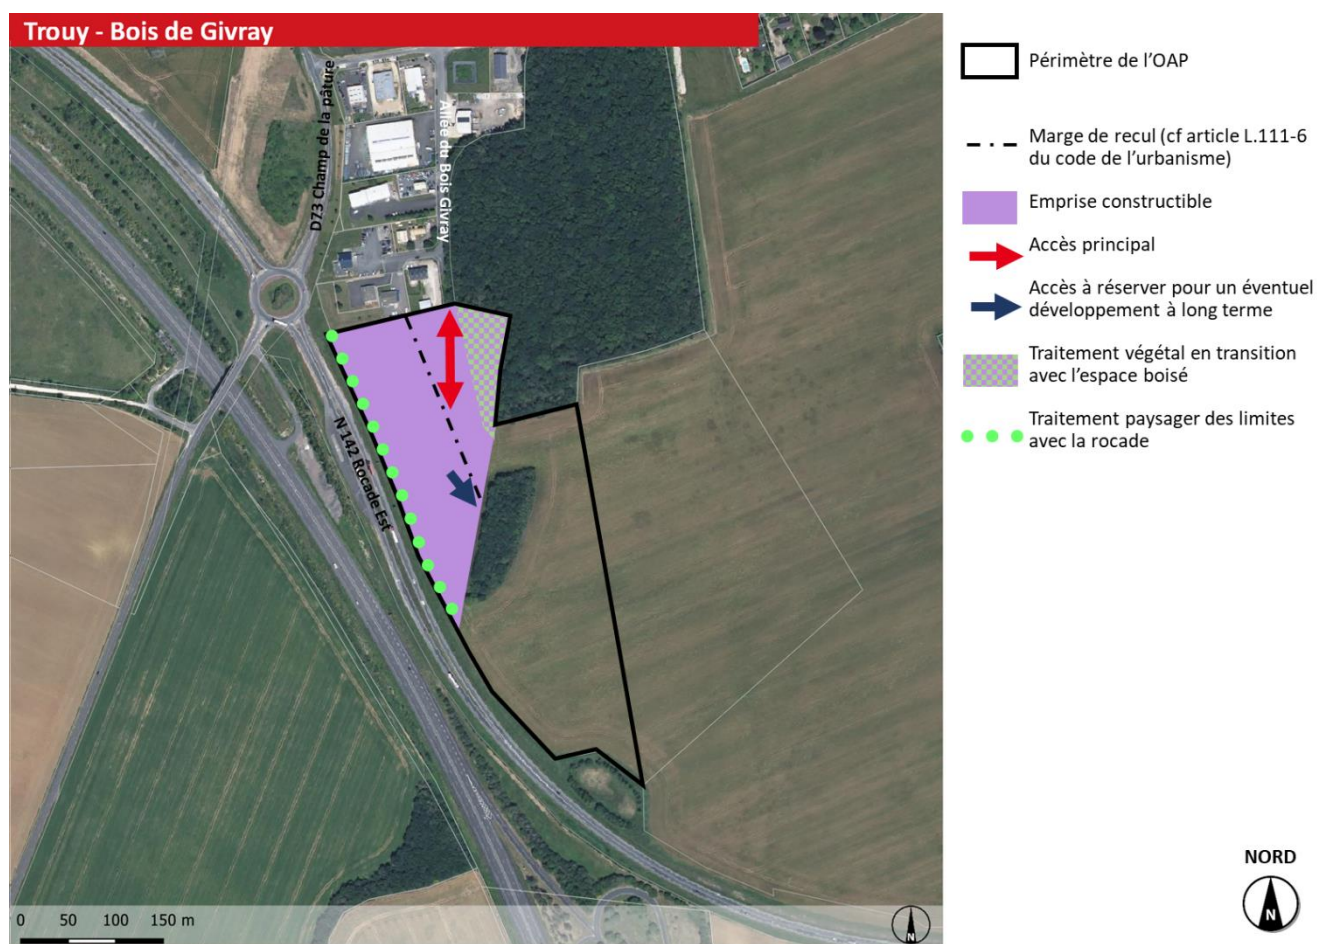 Trouy - Bois de Givray
D73 Champ de la pâture
Allée du Bois Givray
N 142 Rocade Est
0 50 100 150 m
N
Périmètre de l'OAP
Marge de recul (cf article L.111-6
du code de l'urbanisme)
Emprise constructible
Accès principal
Accès à réserver pour un éventuel
développement à long terme
Traitement végétal en transition
avec l'espace boisé
Traitement paysager des limites
avec la rocade
NORD
N